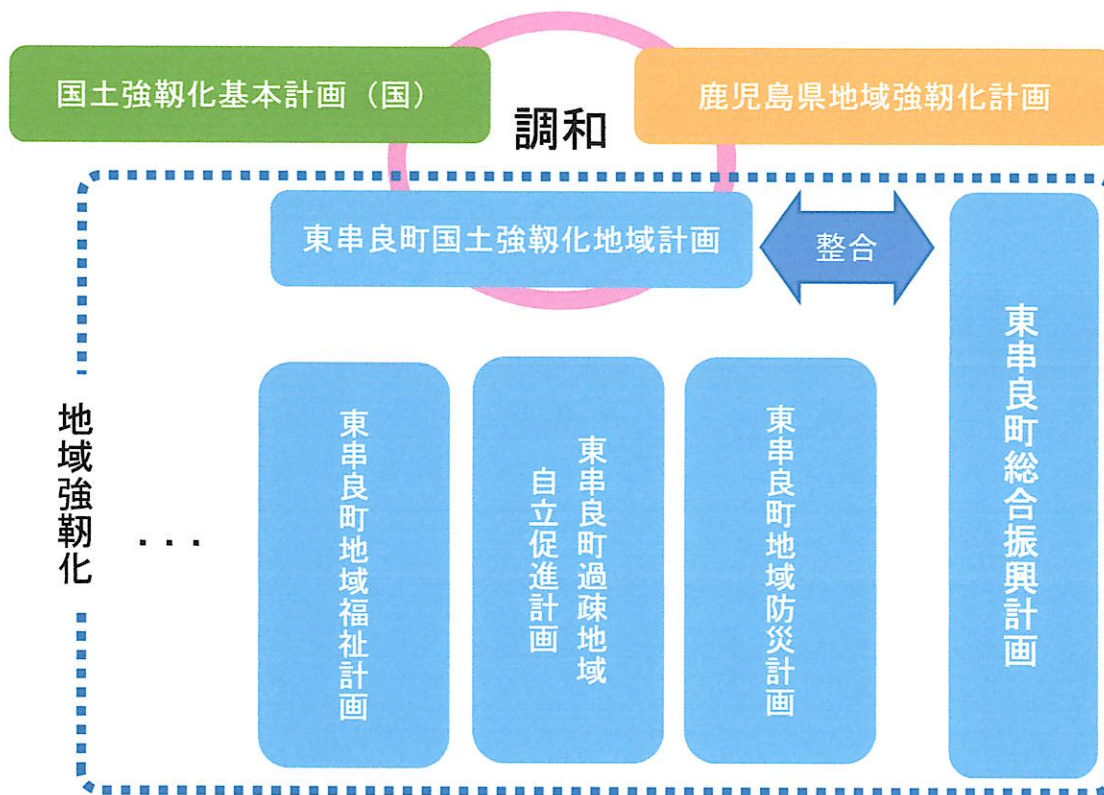 国土強靱化基本計画（国）
鹿児島県地域強靱化計画
調和
東串良町国土強靱化地域計画
整合
東串良町総合振興計画
東串良町地域防災計画
東串良町過疎地域
自立促進計画
東串良町地域福祉計画
...
地域強靱化